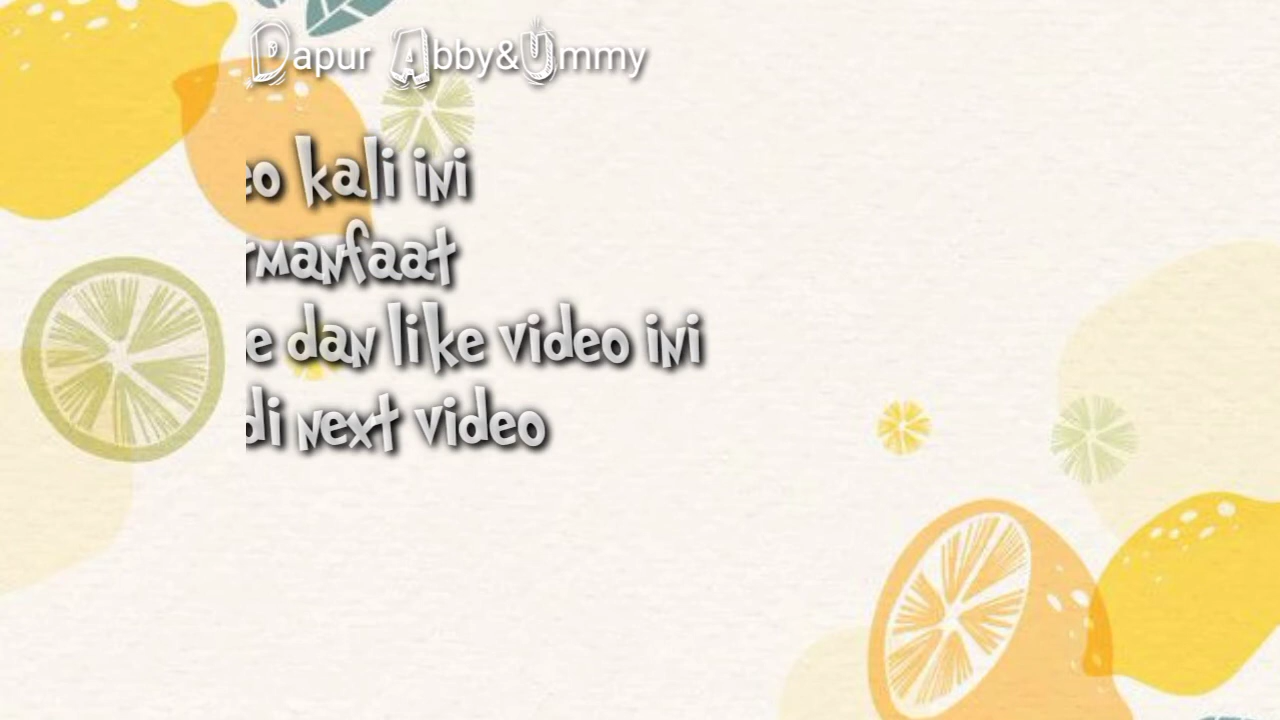 Dapur Abby&Ummy
eo kali ini
rmanfaat
e dan like video ini
di next video